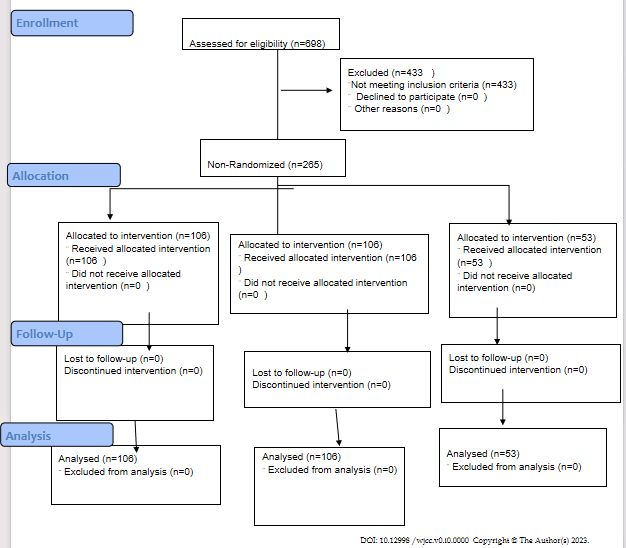 Enrollment
Assessed for eligibility (n=698)
Excluded (n=433 )
Not meeting inclusion criteria (n=433)
Declined to participate (n=0 )
Other reasons (n=0 )
Non-Randomized (n=265)
Allocation
Allocated to intervention (n=106)
Received allocated intervention
(n=106 )
Did not receive allocated
intervention (n=0 )
Allocated to intervention (n=106)
Received allocated intervention (n=106
)
Did not receive allocated intervention
(n=0 )
Allocated to intervention (n=53)
Received allocated intervention
(n=53 )
Did not receive allocated
intervention (n=0)
Follow-Up
Lost to follow-up (n=0)
Discontinued intervention (n=0)
Lost to follow-up (n=0)
Discontinued intervention (n=0)
Lost to follow-up (n=0)
Discontinued intervention (n=0)
Analysis
Analysed (n=106)
Excluded from analysis (n=0)
Analysed (n=106)
Excluded from analysis (n=0)
Analysed (n=53)
Excluded from analysis (n=0)
DOI: 10.12998 /wjcc.v0.i0.0000 Copyright © The Author(s) 2023.